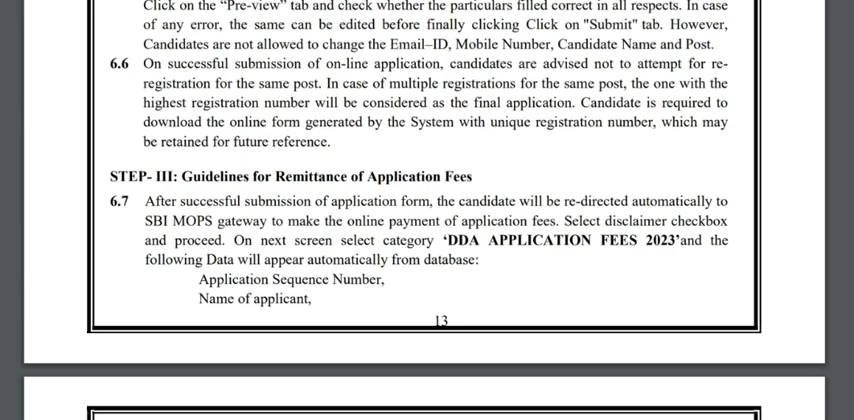 Click on the “Pre-view” tab and check whether the particulars filled correct in all respects. In case
of any error, the same can be edited before finally clicking Click on "Submit" tab. However,
Candidates are not allowed to change the Email–ID, Mobile Number, Candidate Name and Post.
6.6 On successful submission of on-line application, candidates are advised not to attempt for re-
registration for the same post. In case of multiple registrations for the same post, the one with the
highest registration number will be considered as the final application. Candidate is required to
download the online form generated by the System with unique registration number, which may
be retained for future reference.
STEP- III: Guidelines for Remittance of Application Fees
6.7 After successful submission of application form, the candidate will be re-directed automatically to
SBI MOPS gateway to make the online payment of application fees. Select disclaimer checkbox
and proceed. On next screen select category ‘DDA APPLICATION FEES 2023’and the
following Data will appear automatically from database:
Application Sequence Number,
Name of applicant,
13